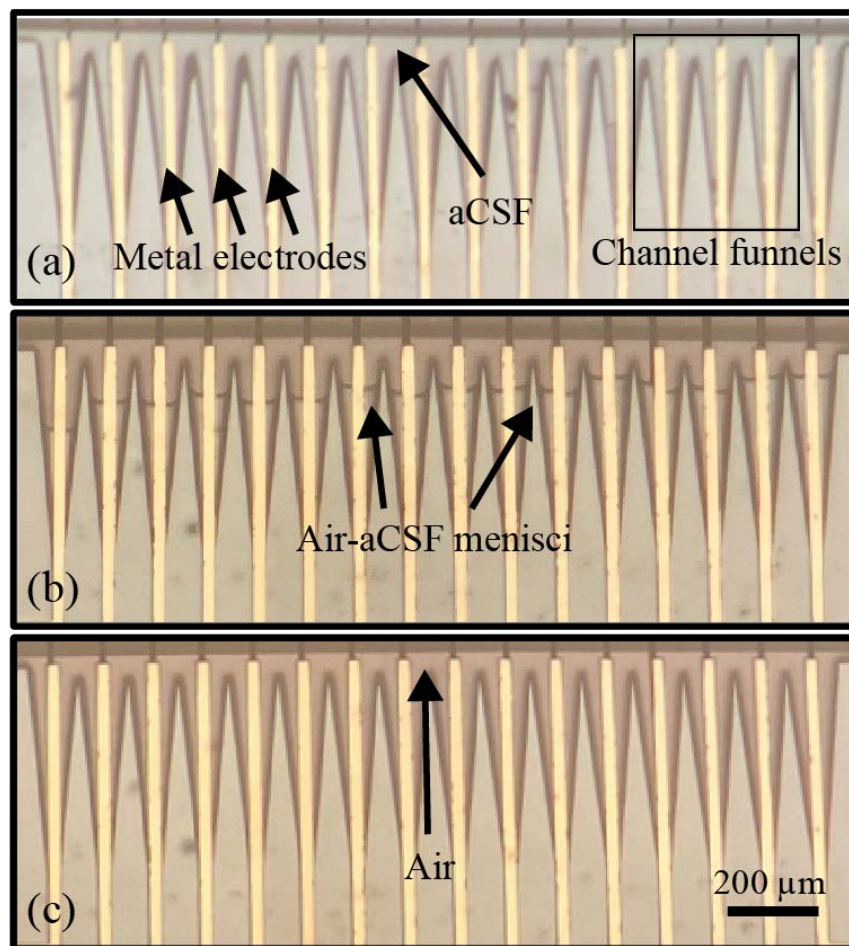 aCSF
Metal electrodes
Channel funnels
(a)
Air-aCSF menisci
(b)
Air
200 µm
(c)